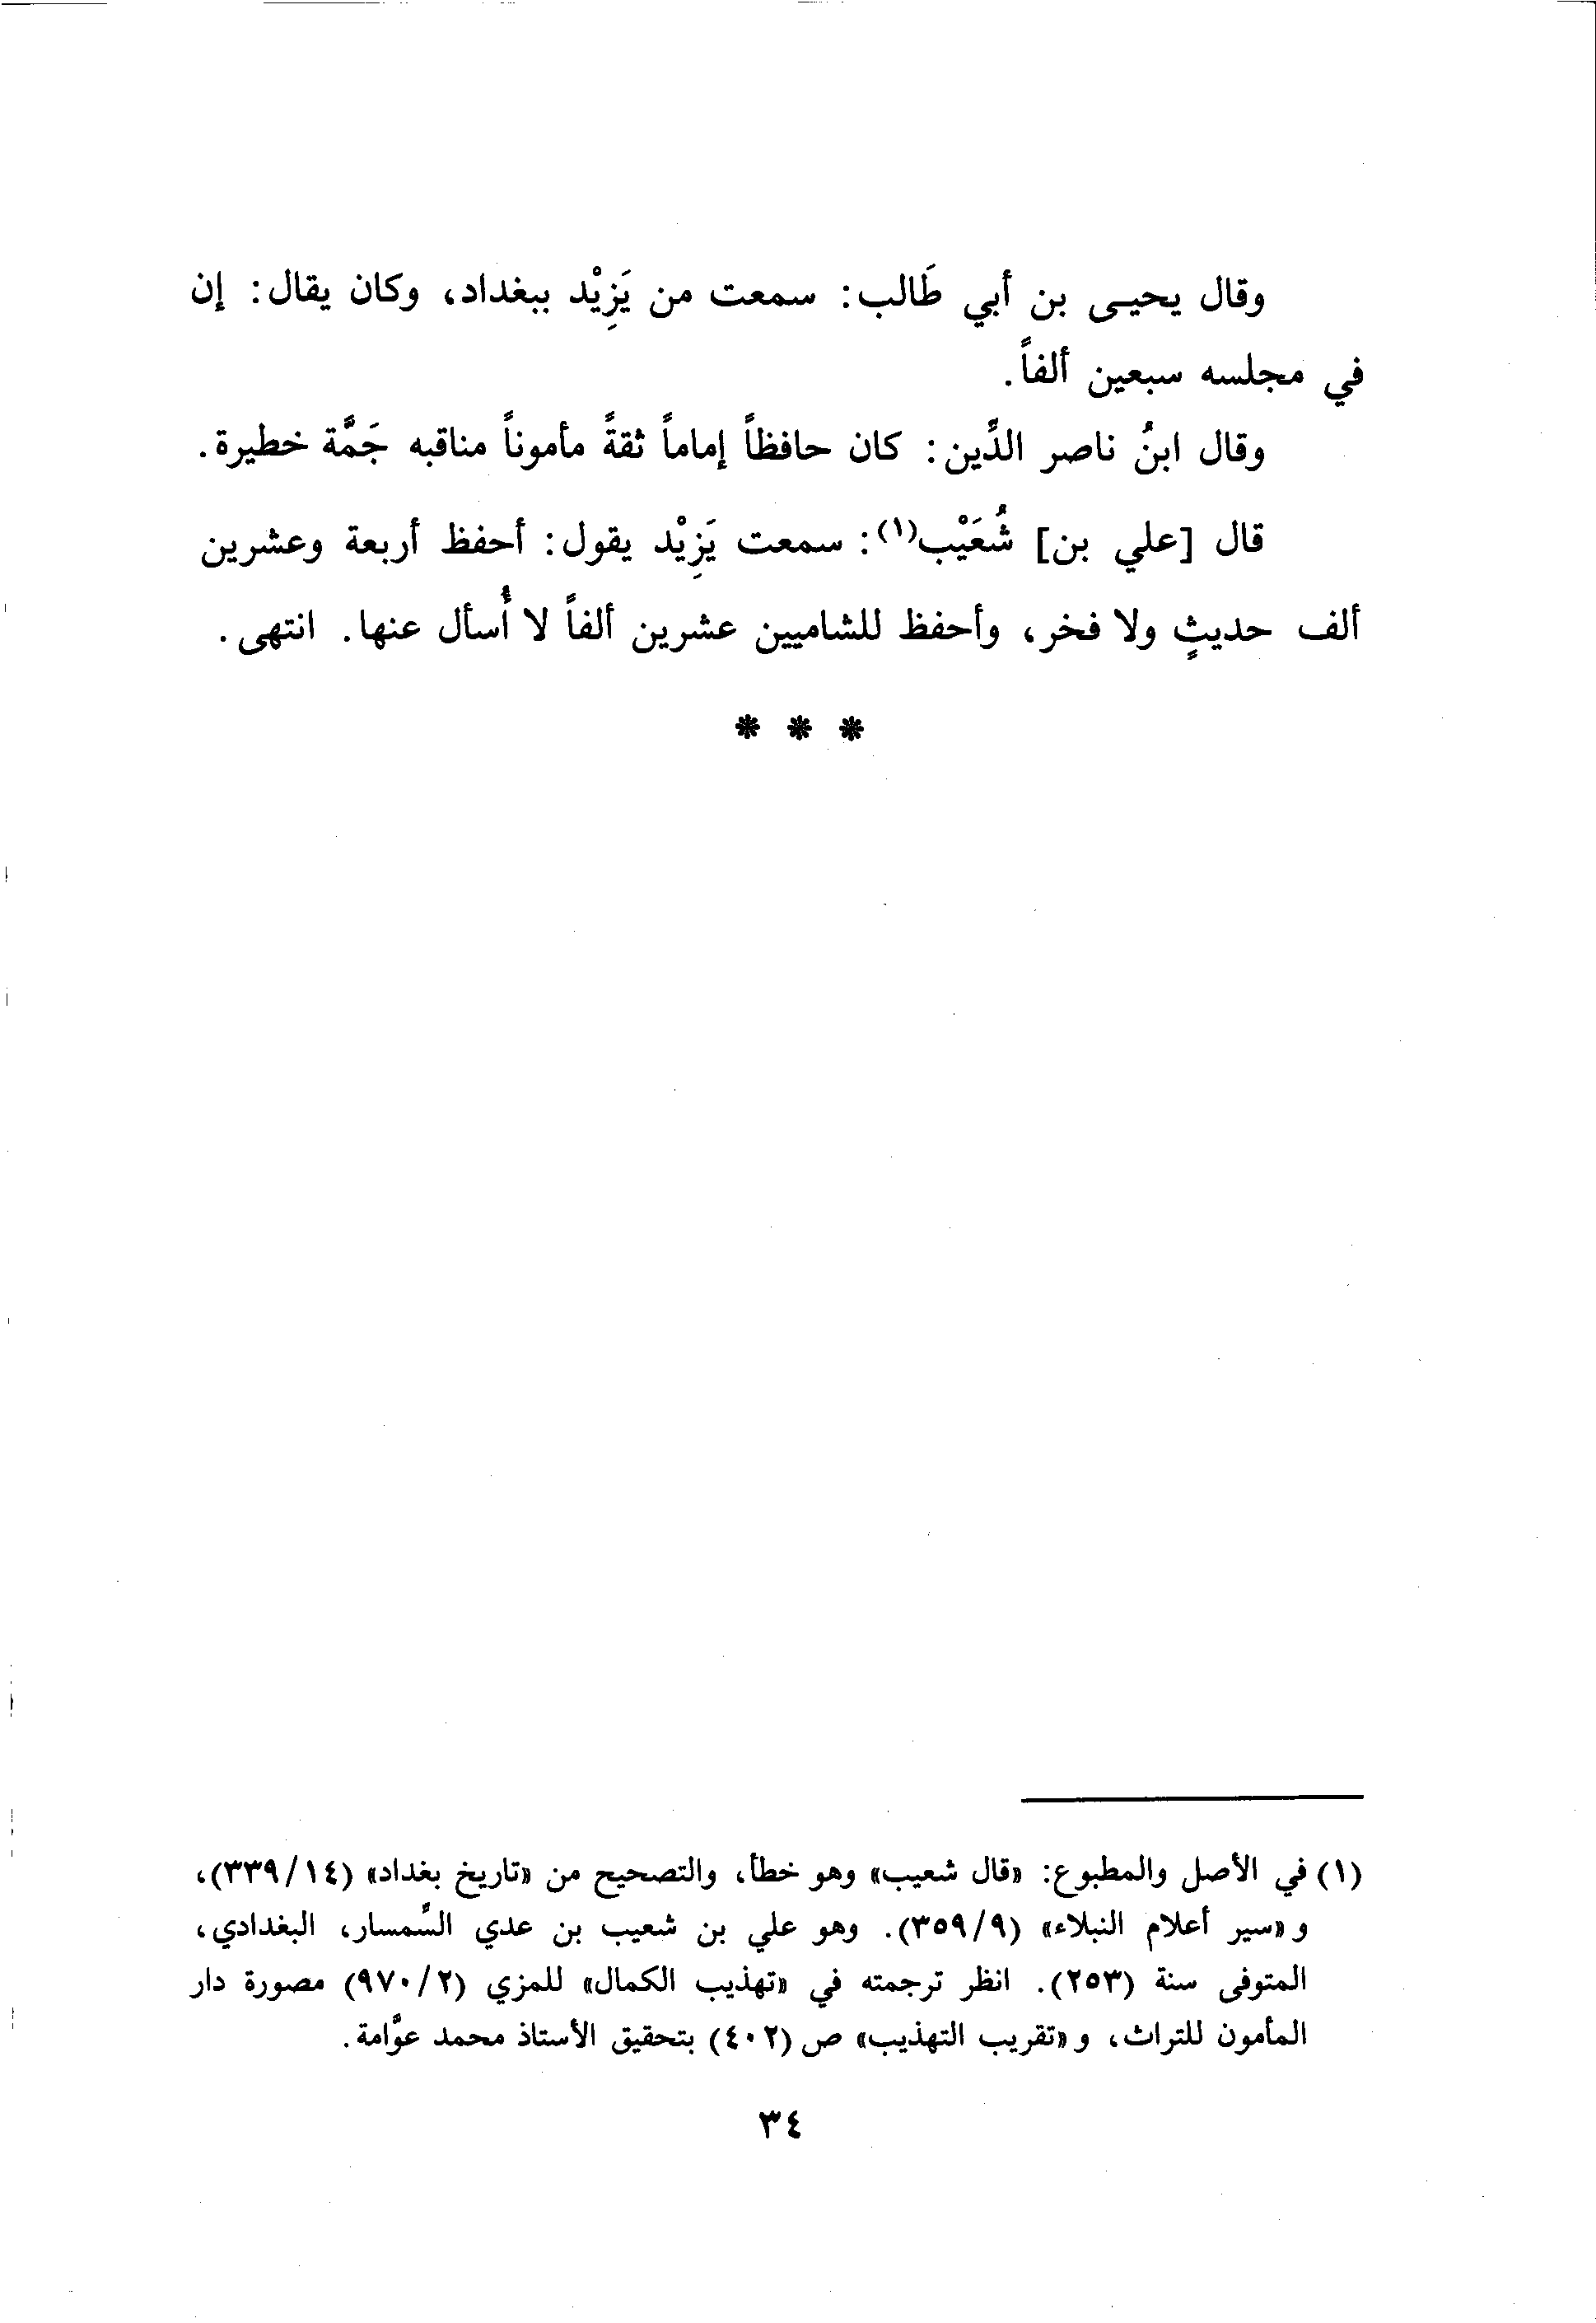 وقال يحيـى بن أبي طَالب: سمعت من يَزِيْد ببغداد، وكان يقال: إن
في مجلسه سبعين ألفاً.
وقال ابنُ ناصر الدِّين: كان حافظاً إماماً ثقةً مأموناً مناقبه جَمَّة خطيرة.
قال [علي بن] شُعَيْب(١): سمعت يَزِيْد يقول: أحفظ أربعة وعشرين
ألف حديثٍ ولا فخر، وأحفظ للشاميين عشرين ألفاً لا أُسأل عنها. انتهى.
* * *
(١) في الأصل والمطبوع: «قال شعيب» وهو خطأ، والتصحيح من «تاريخ بغداد» (١٤/٣٣٩)،
و «سير أعلام النبلاء» (٩/٣٥٩). وهو علي بن شعيب بن عدي السِّمسار، البغدادي،
المتوفى سنة (٢٥٣). انظر ترجمته في «تهذيب الكمال» للمزي (٢/٩٧٠) مصورة دار
المأمون للتراث، و «تقريب التهذيب» ص (٤٠٢) بتحقيق الأستاذ محمد عوَّامة.
٣٤